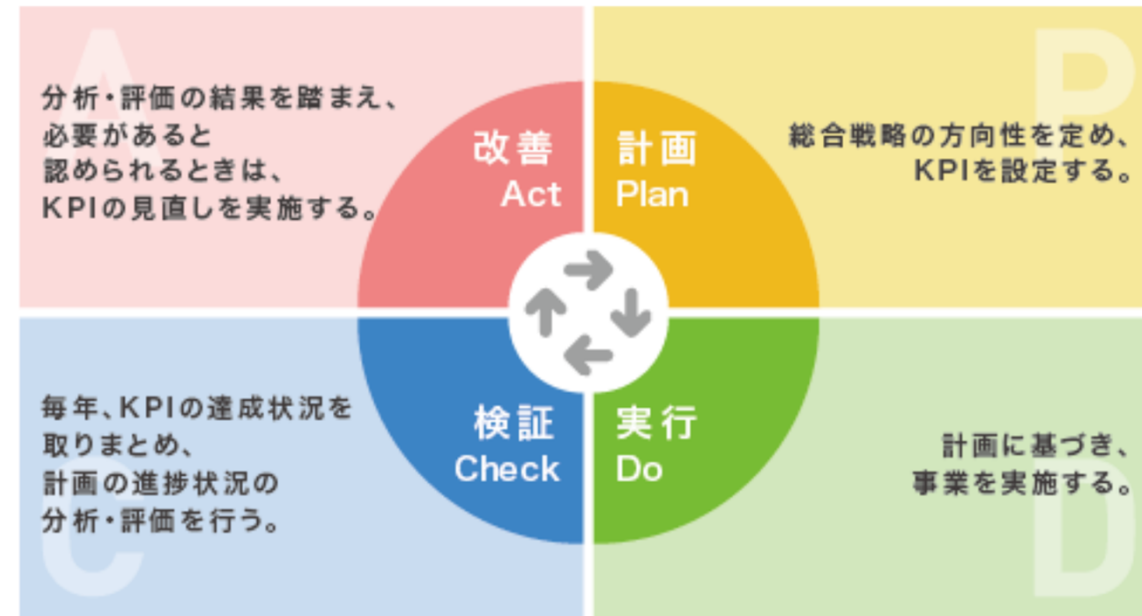 A
分析・評価の結果を踏まえ、
必要があると
認められるときは、
KPIの見直しを実施する。
改善
Act
計画
Plan
P
総合戦略の方向性を定め、
KPIを設定する。
C
毎年、KPIの達成状況を
取りまとめ、
計画の進捗状況の
分析・評価を行う。
検証
Check
実行
Do
D
計画に基づき、
事業を実施する。